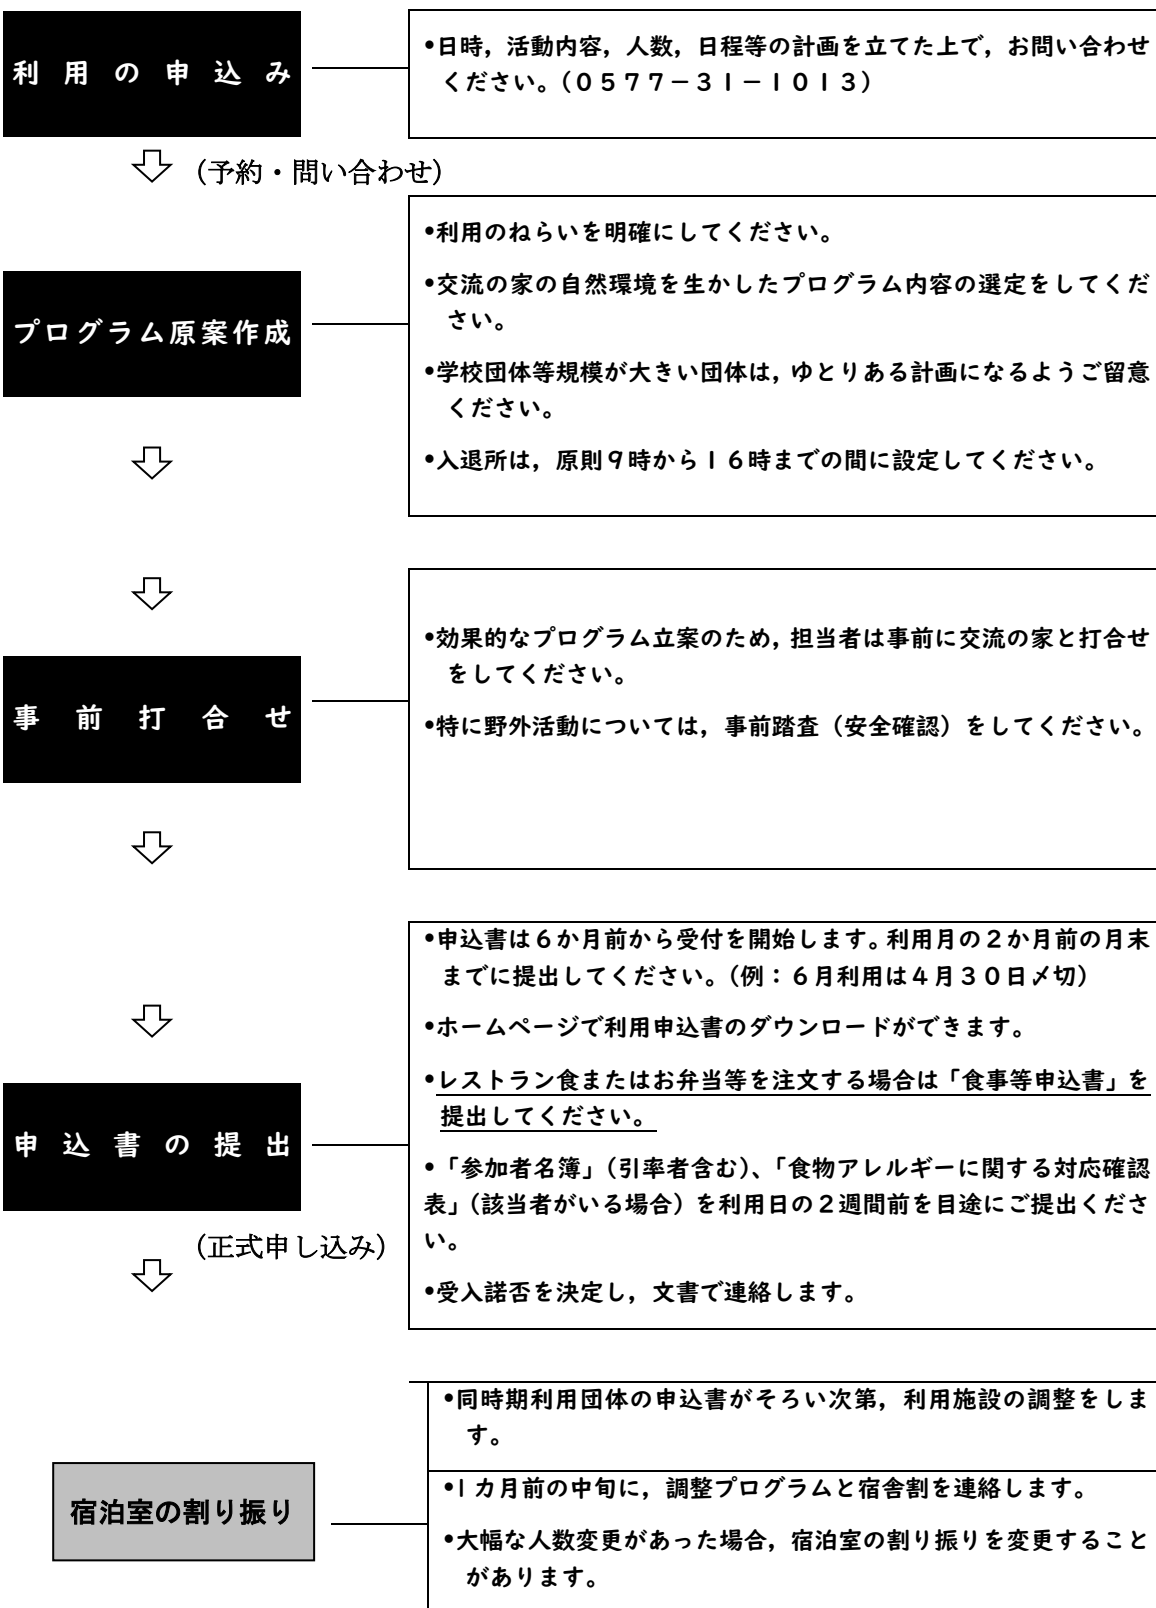 利用の申込み
•日時，活動内容，人数，日程等の計画を立てた上で，お問い合わせ
ください。（０５７７－３１－１０１３）
（予約・問い合わせ）
プログラム原案作成
•利用のねらいを明確にしてください。
•交流の家の自然環境を生かしたプログラム内容の選定をしてくだ
さい。
•学校団体等規模が大きい団体は，ゆとりある計画になるようご留意
ください。
•入退所は，原則９時から１６時までの間に設定してください。
事前打合せ
•効果的なプログラム立案のため，担当者は事前に交流の家と打合せ
をしてください。
•特に野外活動については，事前踏査（安全確認）をしてください。
申込書の提出
（正式申し込み）
•申込書は６か月前から受付を開始します。利用月の２か月前の月末
までに提出してください。（例：６月利用は４月３０日〆切）
•ホームページで利用申込書のダウンロードができます。
•レストラン食またはお弁当等を注文する場合は「食事等申込書」を
提出してください。
•「参加者名簿」（引率者含む）、「食物アレルギーに関する対応確認
表」（該当者がいる場合）を利用日の２週間前を目途にご提出くださ
い。
•受入諾否を決定し，文書で連絡します。
宿泊室の割り振り
•同時期利用団体の申込書がそろい次第，利用施設の調整をしま
す。
•１カ月前の中旬に，調整プログラムと宿舎割を連絡します。
•大幅な人数変更があった場合，宿泊室の割り振りを変更すること
があります。